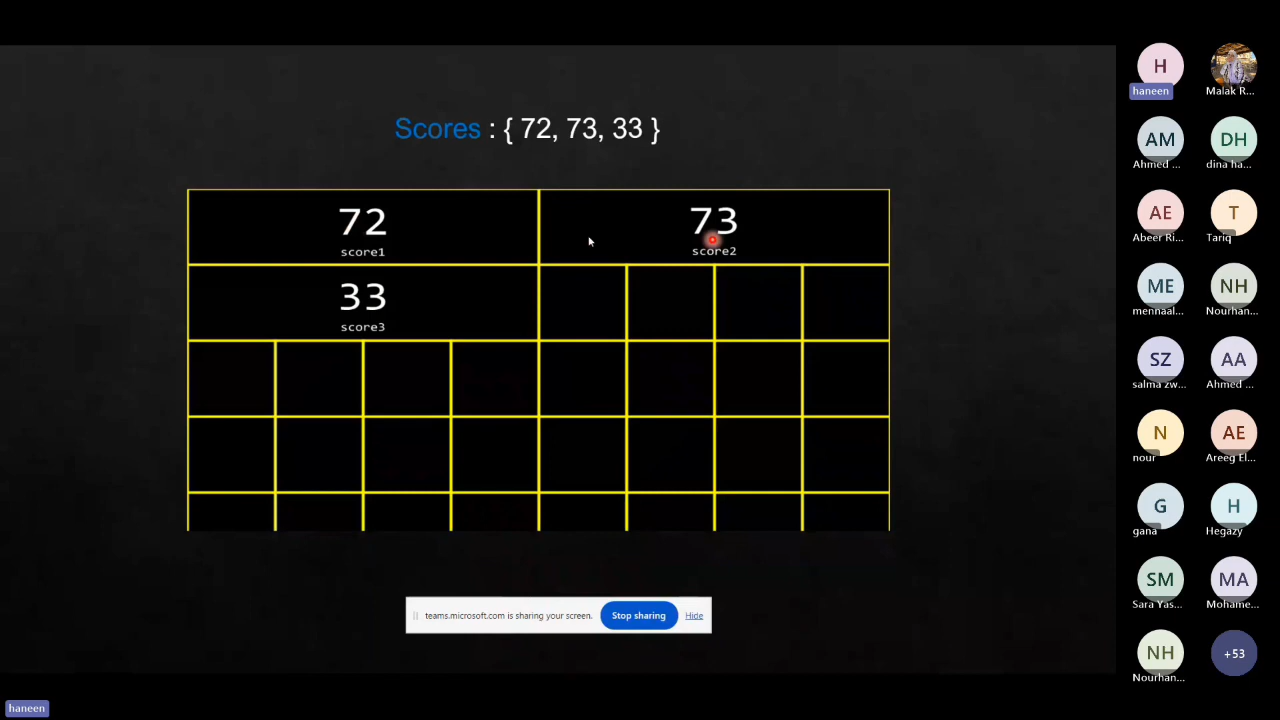 Scores : { 72, 73, 33 }
72
score1
73
score2
33
score3
teams.microsoft.com is sharing your screen.
Stop sharing
Hide
H
haneen
Malak R...
AM
Ahmed ...
DH
dina ha...
AE
Abeer Ri...
T
Tariq
ME
mennaal...
NH
Nourhan...
SZ
salma zw...
AA
Ahmed ...
N
nour
AE
Areeg El...
G
gana
H
Hegazy
SM
Sara Yas...
MA
Mohame...
NH
Nourhan...
+53
haneen